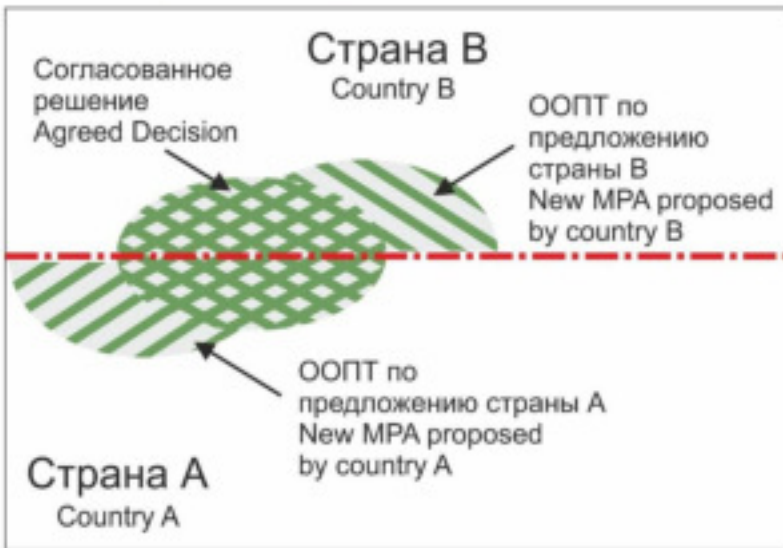 Страна В
Country B
Согласованное
решение
Agreed Decision
ООПТ по
предложению
страны В
New MPA proposed
by country B
ООПТ по
предложению страны А
New MPA proposed
by country A
Страна А
Country A